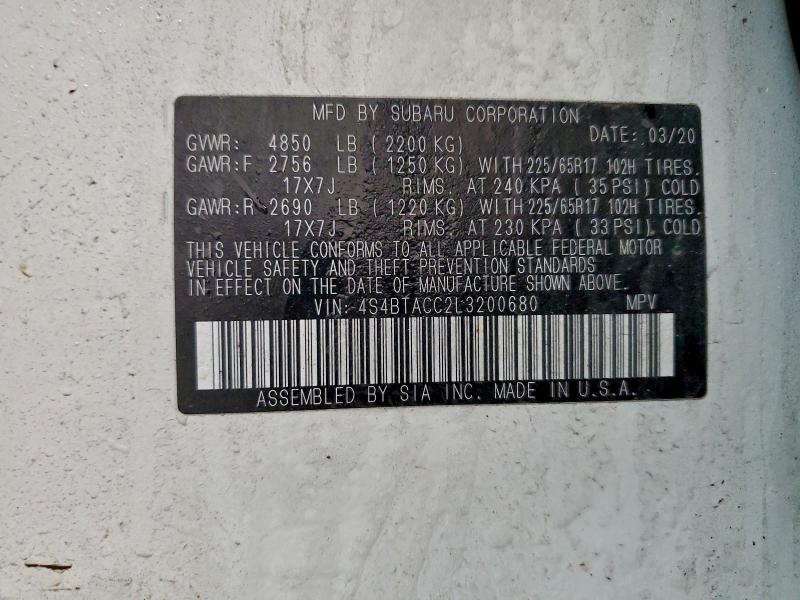 MFD BY SUBARU CORPORATION
DATE: 03/20
GVWR: 4850 LB (2200 KG)
GAWR:F 2756 LB (1250 KG) WITH 225/65R17 102H TIRES.
17X7J RIMS. AT 240 KPA (35 PSI) COLD
GAWR:R 2690 LB (1220 KG) WITH 225/65R17 102H TIRES.
17X7J RIMS. AT 230 KPA (33 PSI) COLD
THIS VEHICLE CONFORMS TO ALL APPLICABLE FEDERAL MOTOR
VEHICLE SAFETY AND THEFT PREVENTION STANDARDS
IN EFFECT ON THE DATE OF MANUFACTURE SHOWN ABOVE.
VIN: 4S4BTACC2L3200680 MPV
ASSEMBLED BY SIA INC. MADE IN U.S.A.